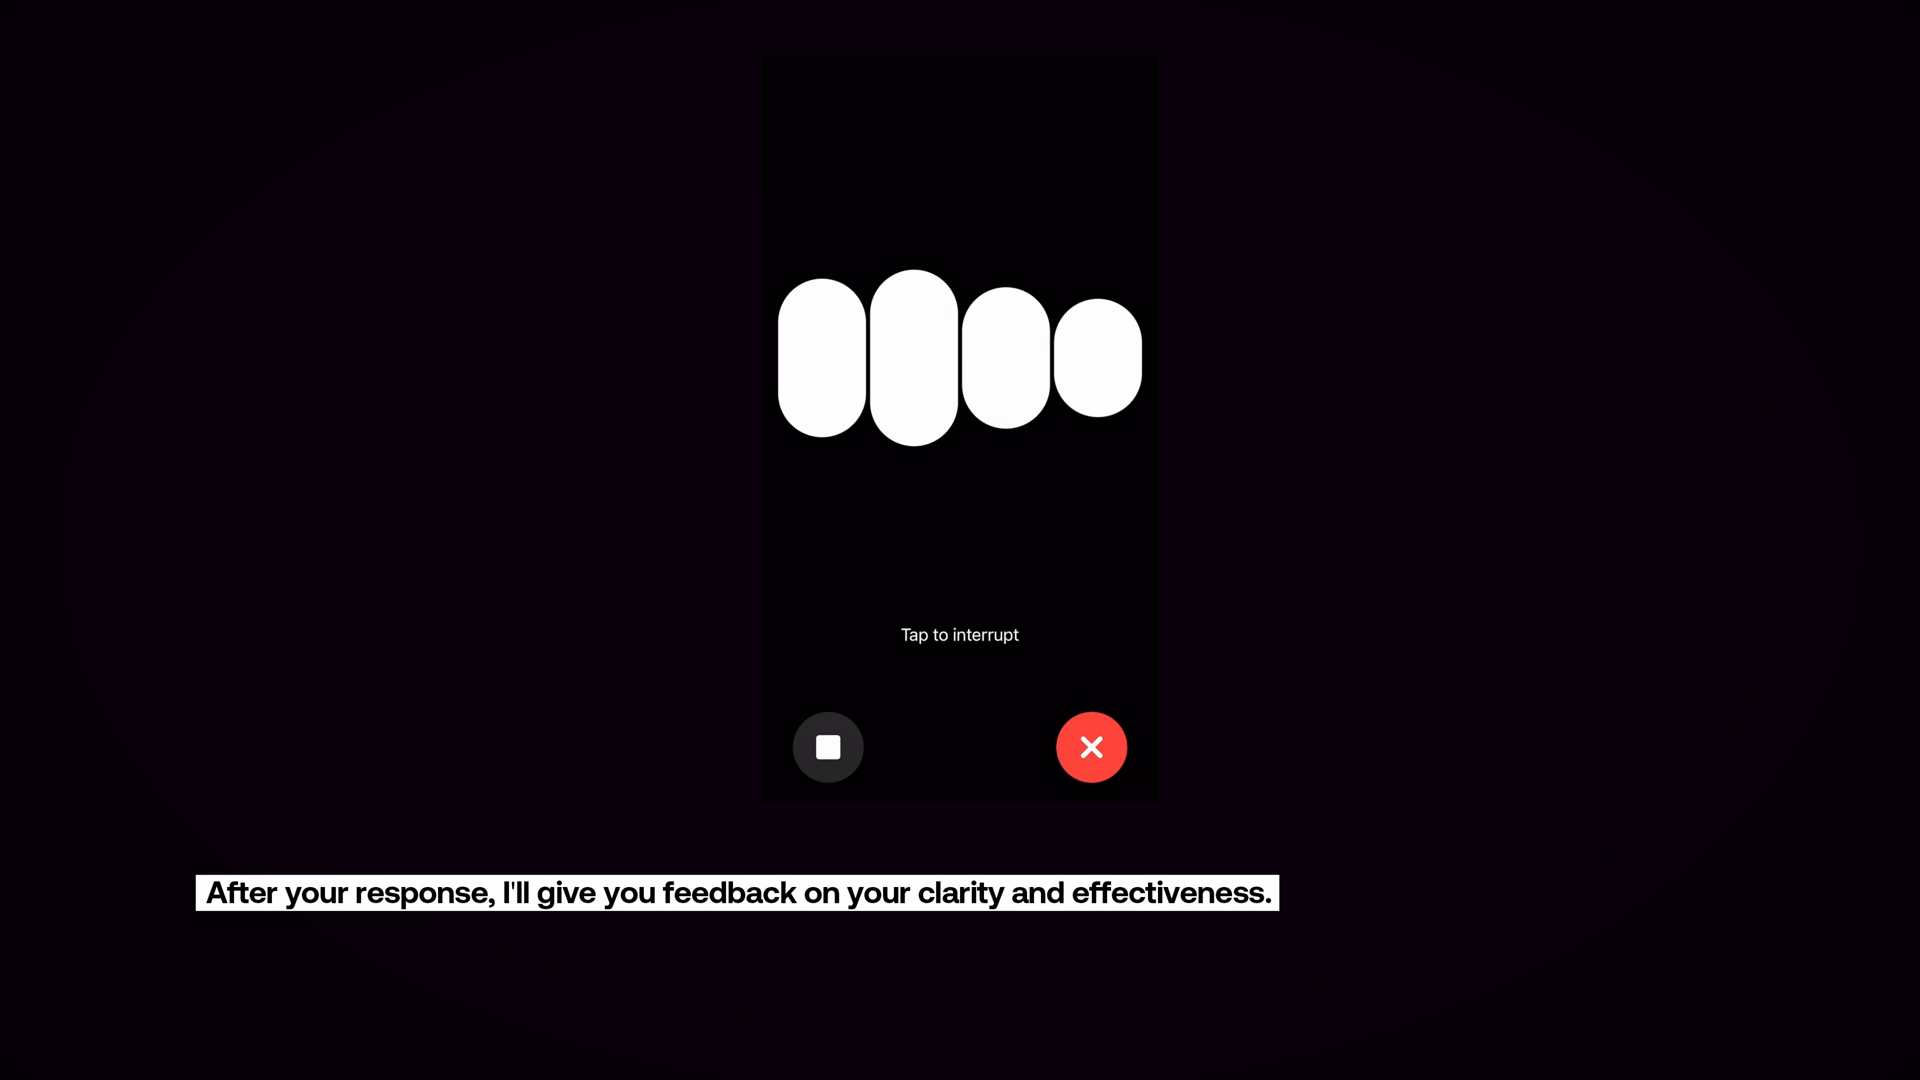 Tap to interrupt
After your response, I'll give you feedback on your clarity and effectiveness.